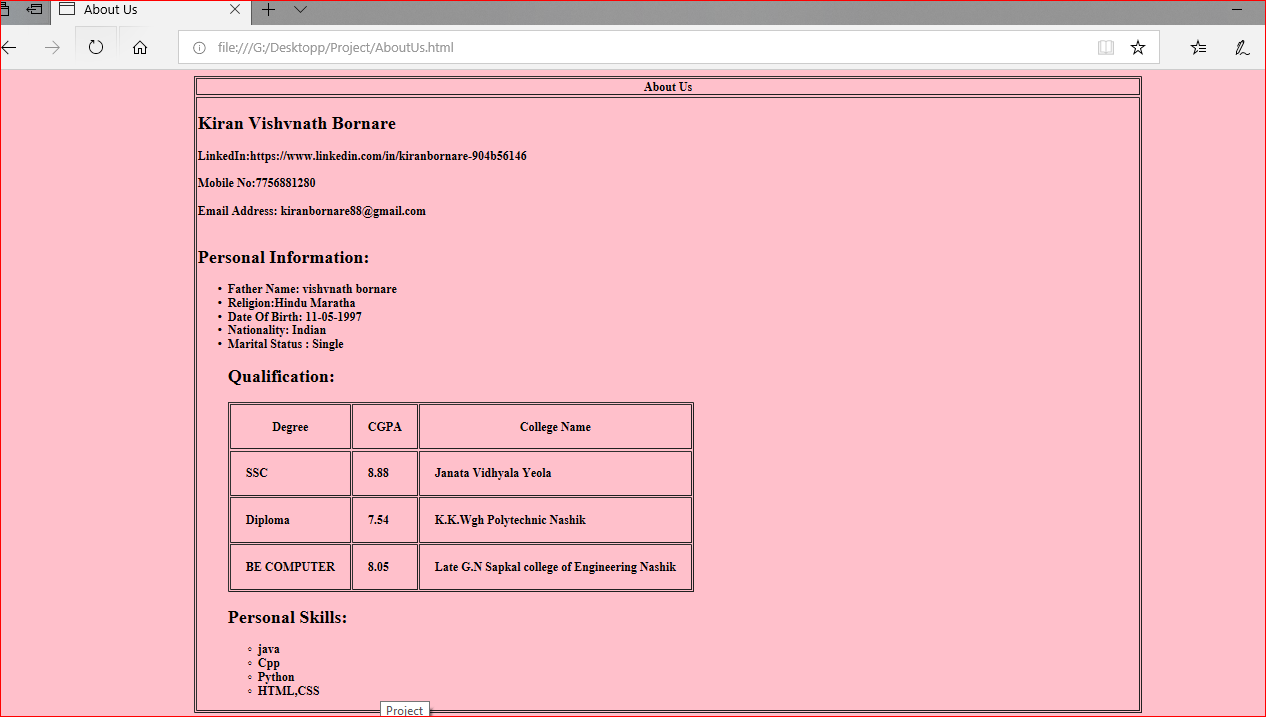 About Us
file:///G:/Desktopp/Project/AboutUs.html
About Us
Kiran Vishvnath Bornare
LinkedIn:https://www.linkedin.com/in/kiranbornare-904b56146
Mobile No:7756881280
Email Address: kiranbornare88@gmail.com
Personal Information:
• Father Name: vishvnath bornare
• Religion:Hindu Maratha
• Date Of Birth: 11-05-1997
• Nationality: Indian
• Marital Status : Single
Qualification:
Degree CGPA College Name
SSC 8.88 Janata Vidhyala Yeola
Diploma 7.54 K.K.Wgh Polytechnic Nashik
BE COMPUTER 8.05 Late G.N Sapkal college of Engineering Nashik
Personal Skills:
◦ java
◦ Cpp
◦ Python
◦ HTML,CSS
Project